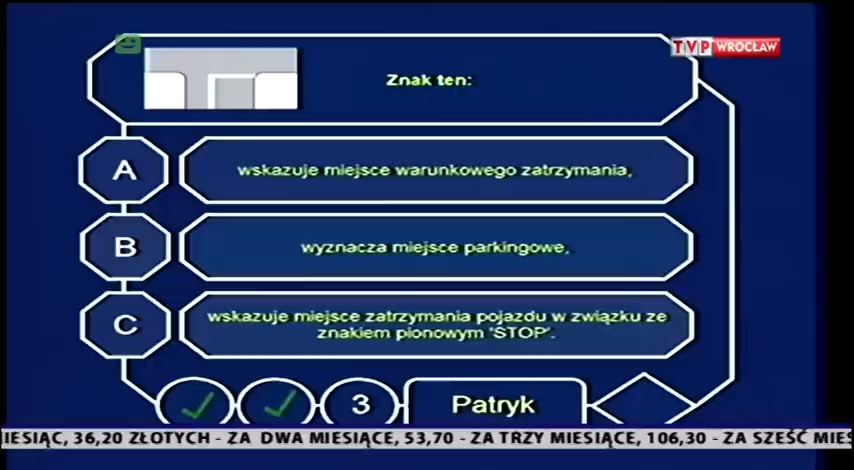 TVP WROCŁAW
Znak ten:
A
wskazuje miejsce warunkowego zatrzymania,
B
wyznacza miejsce parkingowe,
C
wskazuje miejsce zatrzymania pojazdu w związku ze
znakiem pionowym 'STOP'.
3
Patryk
IESIĄC, 36,20 ZŁOTYCH - ZA DWA MIESIĄCE, 53,70 - ZA TRZY MIESIĄCE, 106,30 - ZA SZEŚĆ MIES